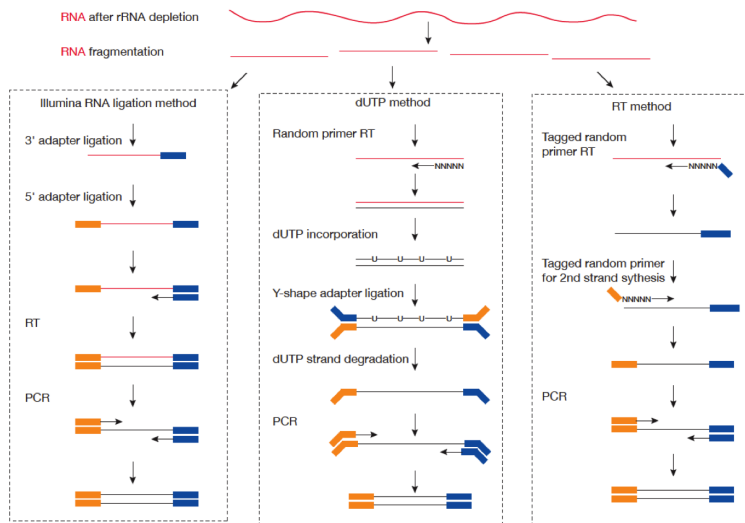 RNA after rRNA depletion
RNA fragmentation
Illumina RNA ligation method
3' adapter ligation
5' adapter ligation
RT
PCR
dUTP method
Random primer RT
NNNNN
dUTP incorporation
U U U U
Y-shape adapter ligation
U U U U
dUTP strand degradation
PCR
RT method
Tagged random
primer RT
NNNNN
Tagged random primer
for 2nd strand sythesis
NNNNN
PCR